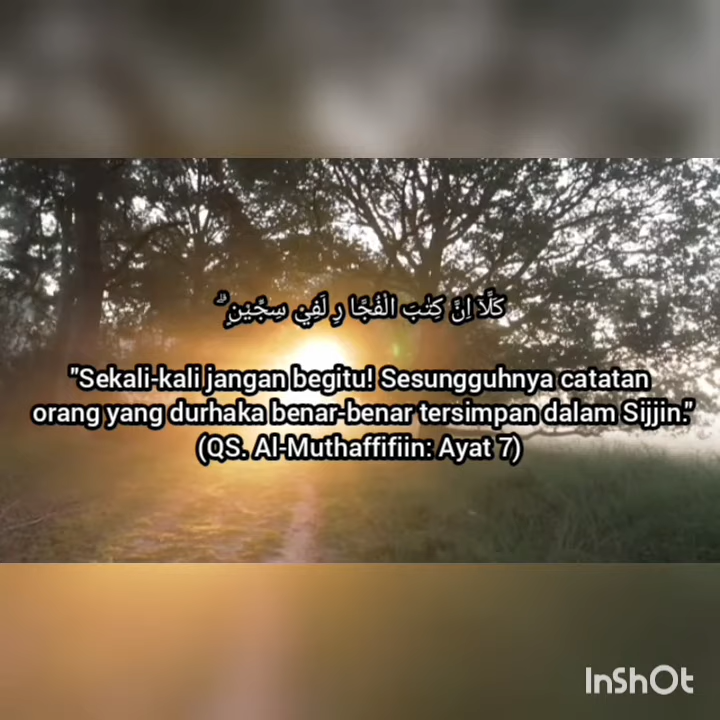 كَلَّاۤ اِنَّ كِتٰبَ الْفُجَّا رِ لَفِيْ سِجِّيْنٍ ۗ
"Sekali-kali jangan begitu! Sesungguhnya catatan
orang yang durhaka benar-benar tersimpan dalam Sijjin."
(QS. Al-Muthaffifiin: Ayat 7)
InShOt